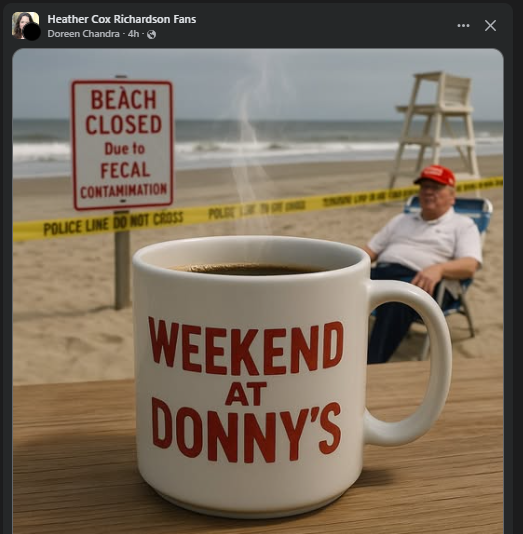 Heather Cox Richardson Fans
Doreen Chandra · 4h ·
BEACH
CLOSED
Due to
FECAL
CONTAMIMATION
POLICE LINE DO NOT CROSS
WEEKEND
AT
DONNY'S